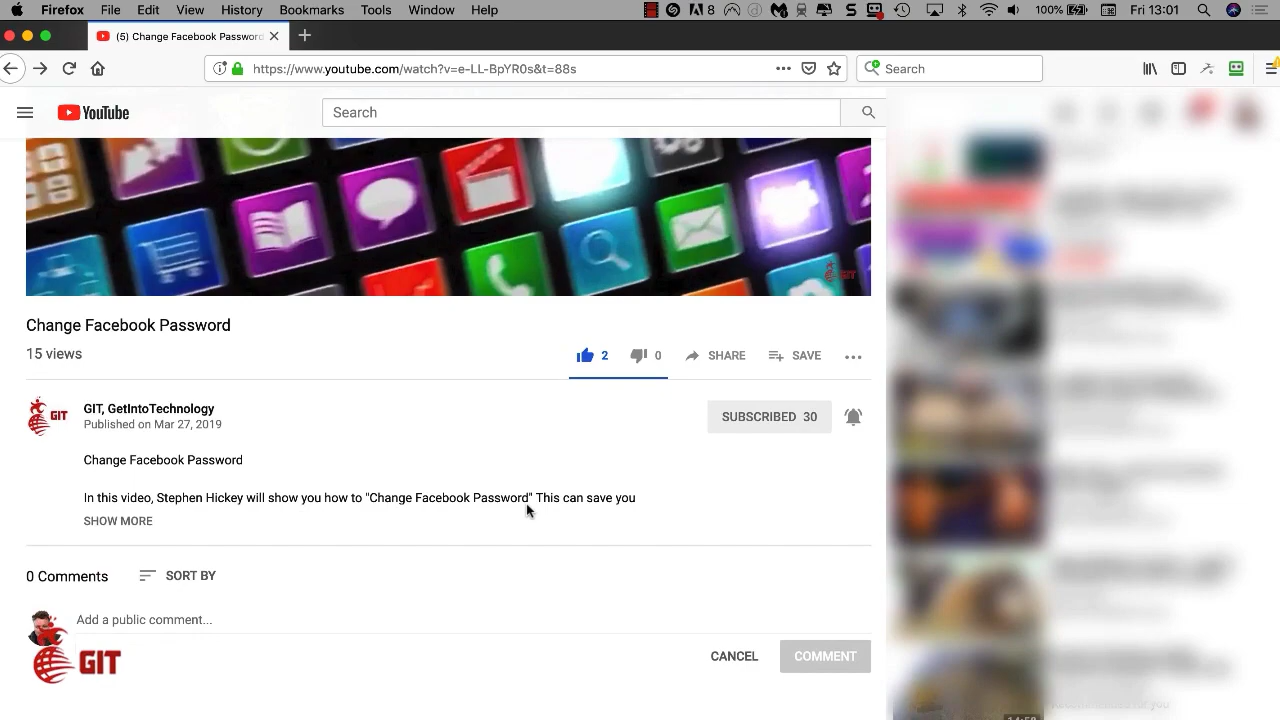 Firefox File Edit View History Bookmarks Tools Window Help 8 100% Fri 13:01
(5) Change Facebook Password
https://www.youtube.com/watch?v=e-LL-BpYR0s&t=88s Search
YouTube Search
GIT
Change Facebook Password
15 views 2 0 SHARE SAVE
GIT
GIT, GetIntoTechnology
Published on Mar 27, 2019
SUBSCRIBED 30
Change Facebook Password
In this video, Stephen Hickey will show you how to "Change Facebook Password" This can save you
SHOW MORE
0 Comments SORT BY
Add a public comment...
GIT
CANCEL COMMENT